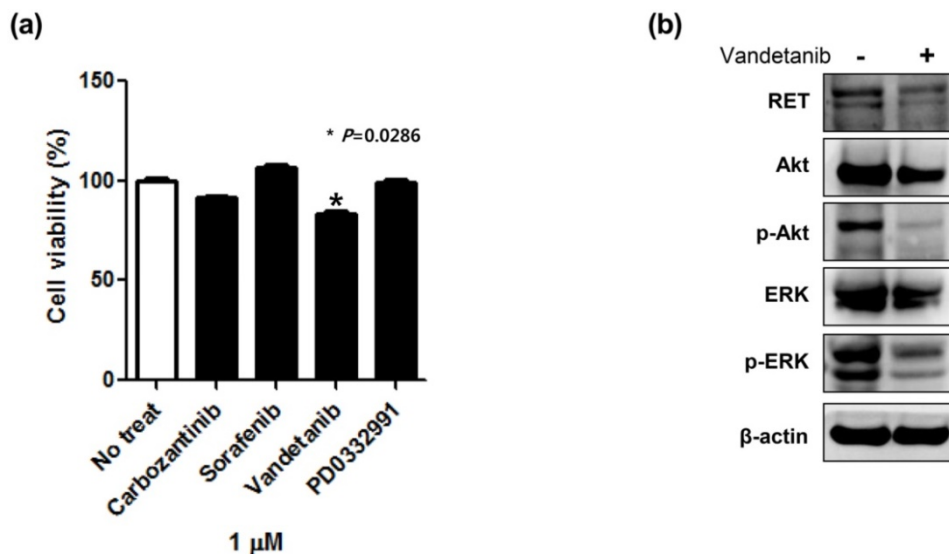 (a)
Cell viability (%)
150
100
50
0
* P=0.0286
*
No treat
Carbozantinib
Sorafenib
Vandetanib
PD0332991
1 μM
(b)
Vandetanib - +
RET
Akt
p-Akt
ERK
p-ERK
β-actin